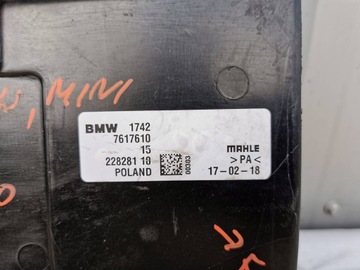 , MINI
BMW 1742
7617610
15
228281 10
POLAND
00303
MAHLE
>PA<
17-02-18